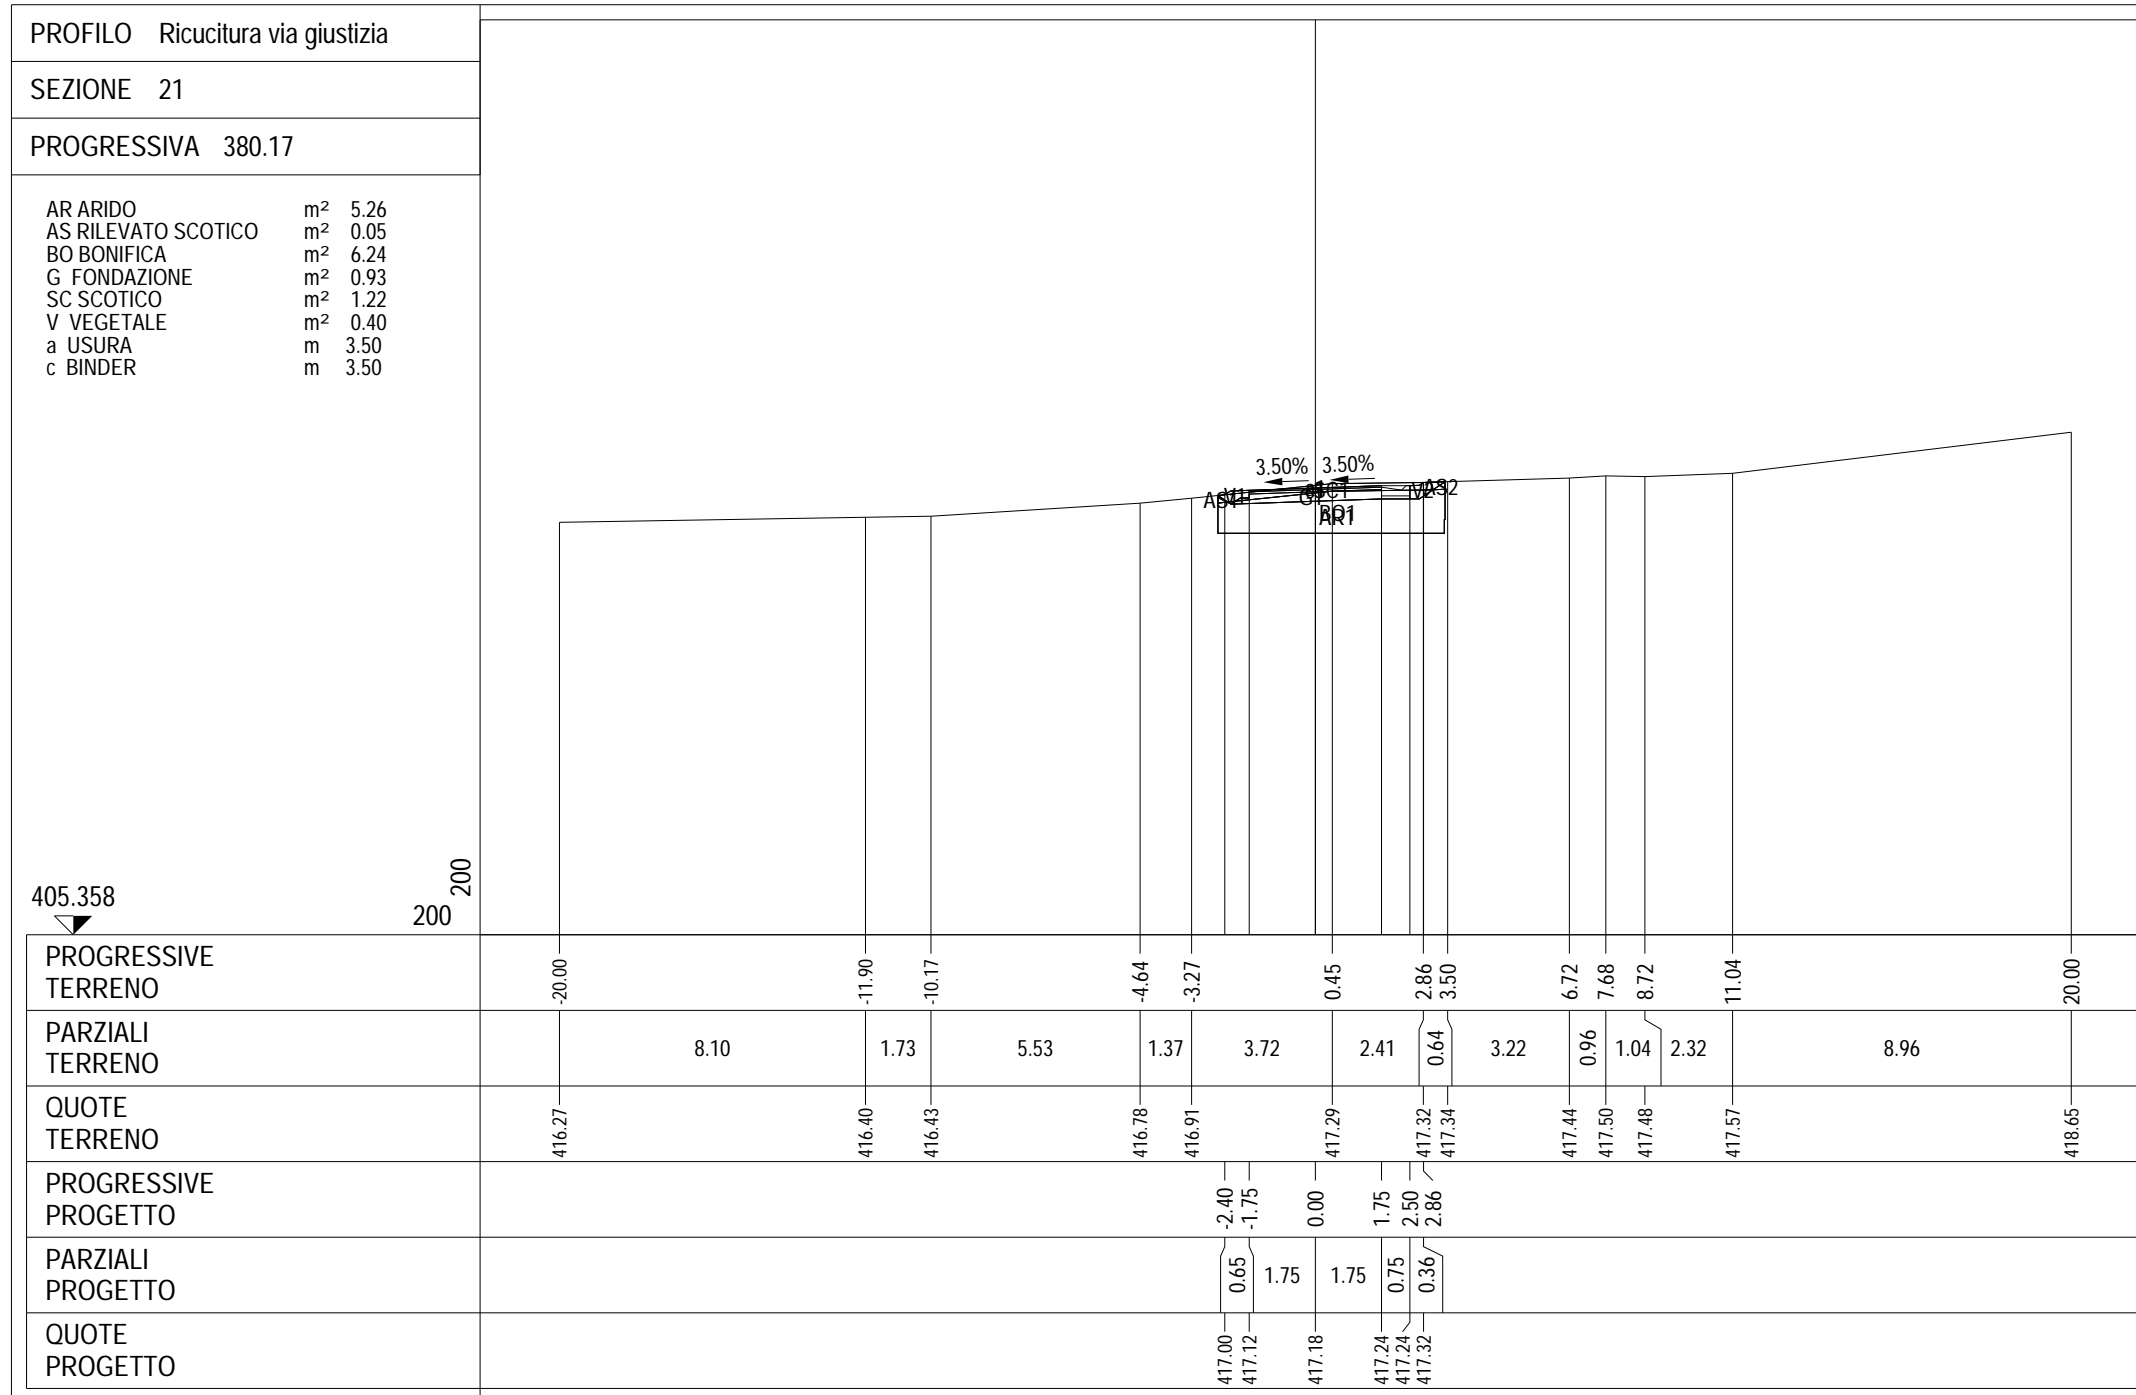 PROFILO Ricucitura via giustizia
SEZIONE 21
PROGRESSIVA 380.17
AR ARIDO m² 5.26
AS RILEVATO SCOTICO m² 0.05
BO BONIFICA m² 6.24
G FONDAZIONE m² 0.93
SC SCOTICO m² 1.22
V VEGETALE m² 0.40
a USURA m 3.50
c BINDER m 3.50
3.50% 3.50%
AS1 V1 G1 SC1 V2 AS2
BO1
AR1
405.358
200
200
PROGRESSIVE
TERRENO
-20.00 -11.90 -10.17 -4.64 -3.27 0.45 2.86 3.50 6.72 7.68 8.72 11.04 20.00
PARZIALI
TERRENO
8.10 1.73 5.53 1.37 3.72 2.41 0.64 3.22 0.96 1.04 2.32 8.96
QUOTE
TERRENO
416.27 416.40 416.43 416.78 416.91 417.29 417.32 417.34 417.44 417.50 417.48 417.57 418.65
PROGRESSIVE
PROGETTO
-2.40 -1.75 0.00 1.75 2.50 2.86
PARZIALI
PROGETTO
0.65 1.75 1.75 0.75 0.36
QUOTE
PROGETTO
417.00 417.12 417.18 417.24 417.24 417.32